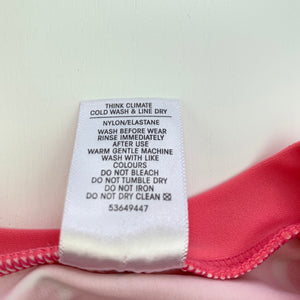 THINK CLIMATE
COLD WASH & LINE DRY
NYLON/ELASTANE
WASH BEFORE WEAR
RINSE IMMEDIATELY
AFTER USE
WARM GENTLE MACHINE
WASH WITH LIKE
COLOURS
DO NOT BLEACH
DO NOT TUMBLE DRY
DO NOT IRON
DO NOT DRY CLEAN
53649447